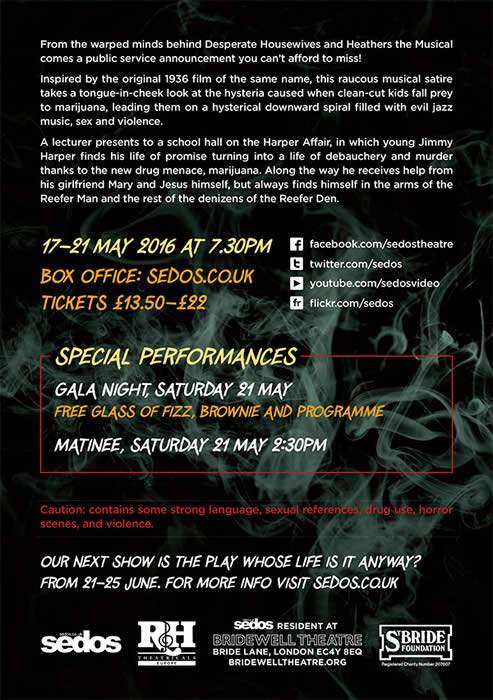 From the warped minds behind Desperate Housewives and Heathers the Musical
comes a public service announcement you can't afford to miss!
Inspired by the original 1936 film of the same name, this raucous musical satire
takes a tongue-in-cheek look at the hysteria caused when clean-cut kids fall prey
to marijuana, leading them on a hysterical downward spiral filled with evil jazz
music, sex and violence.
A lecturer presents to a school hall on the Harper Affair, in which young Jimmy
Harper finds his life of promise turning into a life of debauchery and murder
thanks to the new drug menace, marijuana. Along the way he receives help from
his girlfriend Mary and Jesus himself, but always finds himself in the arms of the
Reefer Man and the rest of the denizens of the Reefer Den.
17–21 MAY 2016 AT 7.30PM
BOX OFFICE: SEDOS.CO.UK
TICKETS £13.50–£22
f facebook.com/sedostheatre
t twitter.com/sedos
youtube.com/sedosvideo
fr flickr.com/sedos
SPECIAL PERFORMANCES
GALA NIGHT, SATURDAY 21 MAY
FREE GLASS OF FIZZ, BROWNIE AND PROGRAMME
MATINEE, SATURDAY 21 MAY 2:30PM
Caution: contains some strong language, sexual references, drug use, horror
scenes, and violence.
OUR NEXT SHOW IS THE PLAY WHOSE LIFE IS IT ANYWAY?
FROM 21–25 JUNE. FOR MORE INFO VISIT SEDOS.CO.UK
sedos.co.uk
sedos
R&H
THEATRICALS
EUROPE
sedos RESIDENT AT
BRIDEWELL THEATRE
BRIDE LANE, LONDON EC4Y 8EQ
BRIDEWELLTHEATRE.ORG
ST BRIDE
FOUNDATION
Registered Charity Number 207607